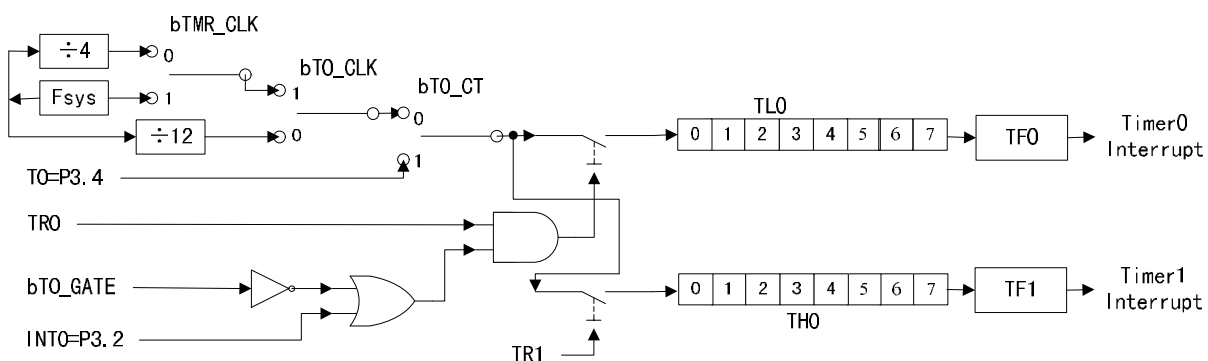 bTMR_CLK
÷4
0
bT0_CLK
Fsys
1
1
bT0_CT
0
TL0
÷12
0
0 1 2 3 4 5 6 7
TF0
Timer0
Interrupt
1
T0=P3.4
TR0
bT0_GATE
0 1 2 3 4 5 6 7
TF1
Timer1
Interrupt
TH0
INT0=P3.2
TR1